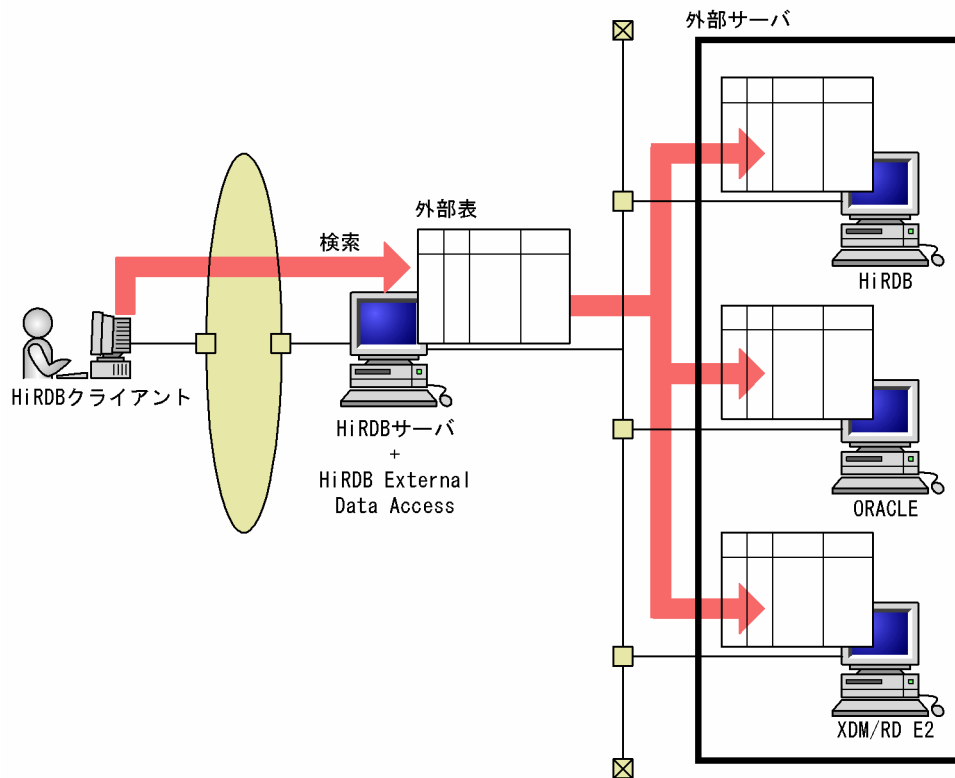 外部サーバ
外部表
検索
HiRDB
HiRDBクライアント
HiRDBサーバ
+
HiRDB External
Data Access
ORACLE
XDM/RD E2